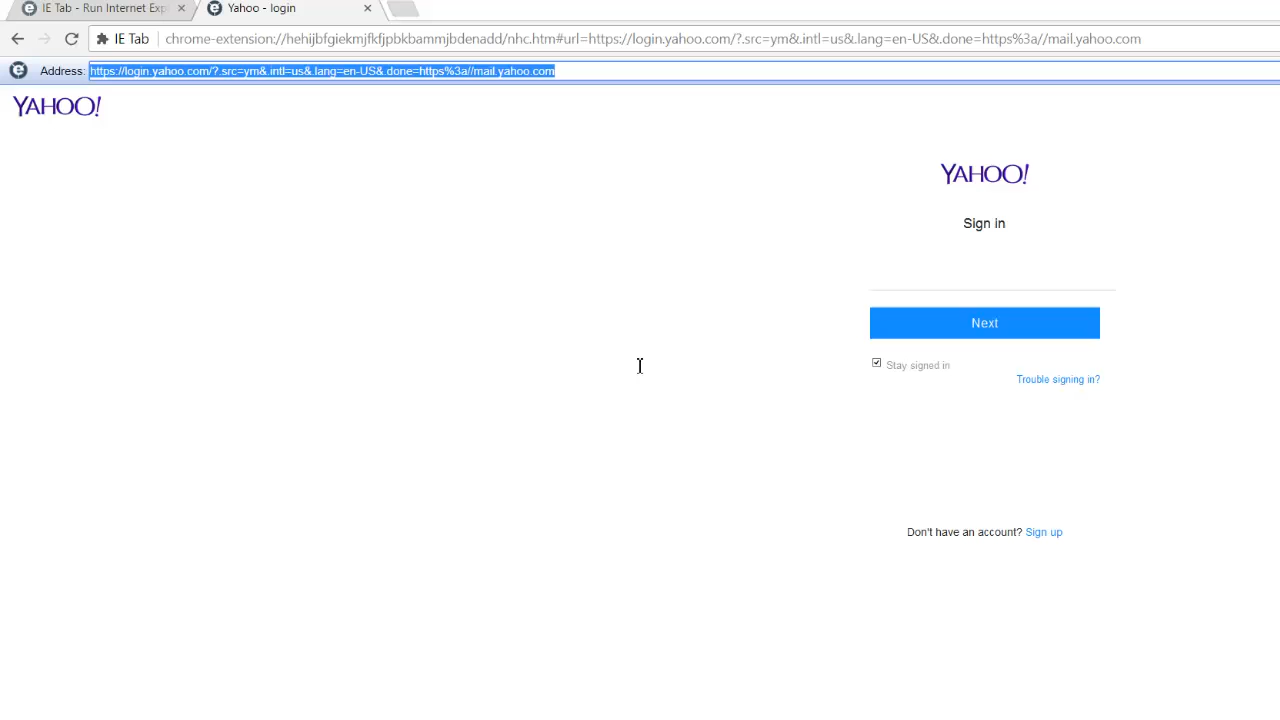 IE Tab - Run Internet Exp
Yahoo - login
IE Tab
chrome-extension://hehijbfgiekmjfkfjpbkbammjbdenadd/nhc.htm#url=https://login.yahoo.com/?.src=ym&.intl=us&.lang=en-US&.done=https%3a//mail.yahoo.com
Address: https://login.yahoo.com/?.src=ym&.intl=us&.lang=en-US&.done=https%3a//mail.yahoo.com
YAHOO!
YAHOO!
Sign in
Next
Stay signed in
Trouble signing in?
Don't have an account? Sign up